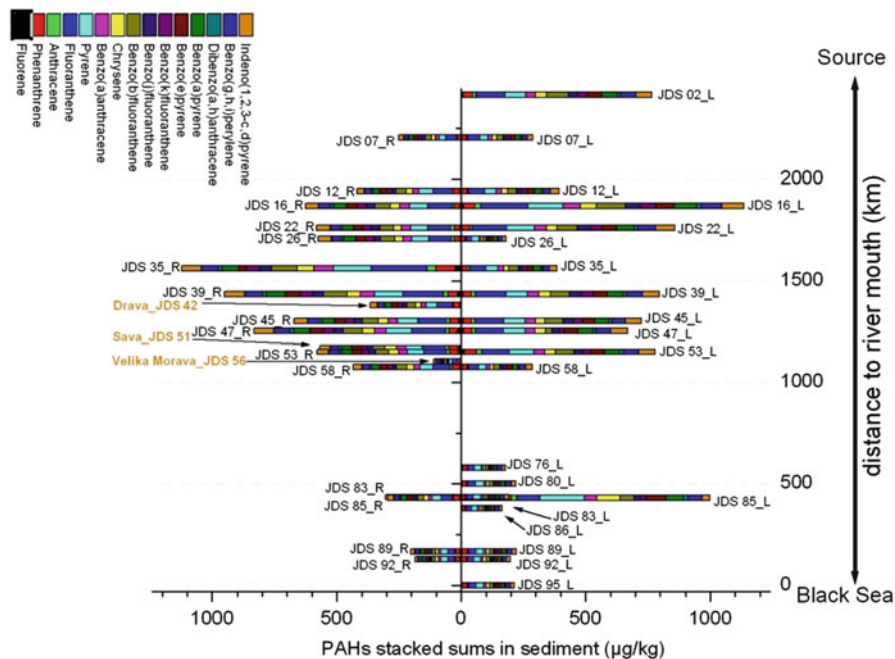 Fluorene
Phenanthrene
Anthracene
Fluoranthene
Pyrene
Benzo(a)anthracene
Chrysene
Benzo(b)fluoranthene
Benzo(j)fluoranthene
Benzo(k)fluoranthene
Benzo(e)pyrene
Benzo(a)pyrene
Dibenzo(a,h)anthracene
Benzo(g,h,i)perylene
Indeno(1,2,3-c,d)pyrene
Source
JDS 02_L
JDS 07_R
JDS 07_L
2000
JDS 12_R
JDS 12_L
JDS 16_R
JDS 16_L
JDS 22_R
JDS 22_L
JDS 26_R
JDS 26_L
JDS 35_R
JDS 35_L
1500
JDS 39_R
JDS 39_L
Drava_JDS 42
JDS 45_R
JDS 45_L
Sava_JDS 51
JDS 47_R
JDS 47_L
JDS 53_R
JDS 53_L
Velika Morava_JDS 56
JDS 58_R
JDS 58_L
1000
JDS 76_L
JDS 80_L
500
JDS 83_R
JDS 85_R
JDS 85_L
JDS 83_L
JDS 86_L
JDS 89_R
JDS 89_L
JDS 92_R
JDS 92_L
JDS 95_L
0
Black Sea
distance to river mouth (km)
1000 500 0 500 1000
PAHs stacked sums in sediment (µg/kg)